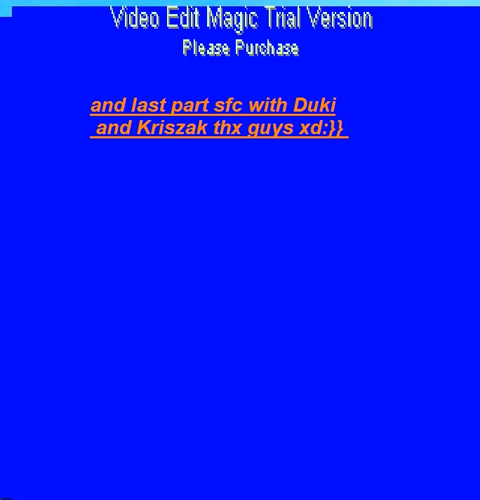 Video Edit Magic Trial Version
Please Purchase
and last part sfc with Duki
and Kriszak thx guys xd:}}